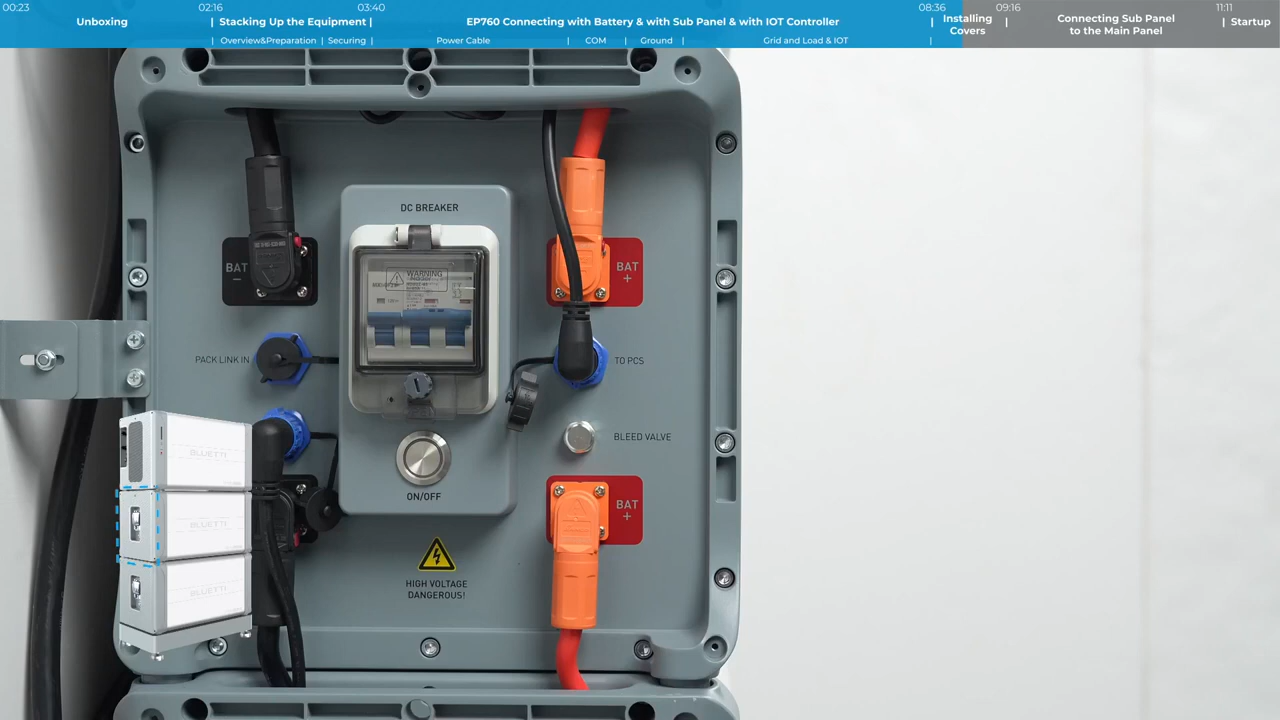 00:23
02:16
03:40
08:36
09:16
11:11
Unboxing
| Stacking Up the Equipment |
EP760 Connecting with Battery & with Sub Panel & with IOT Controller
| Installing
Covers
| Connecting Sub Panel
to the Main Panel
| Startup
| Overview&Preparation | Securing |
Power Cable
| COM
| Ground |
Grid and Load & IOT |
DC BREAKER
BAT
-
WARNING
BAT
+
PACK LINK IN
TO PCS
BLEED VALVE
ON/OFF
BAT
+
HIGH VOLTAGE
DANGEROUS!
BLUETTI
BLUETTI
BLUETTI